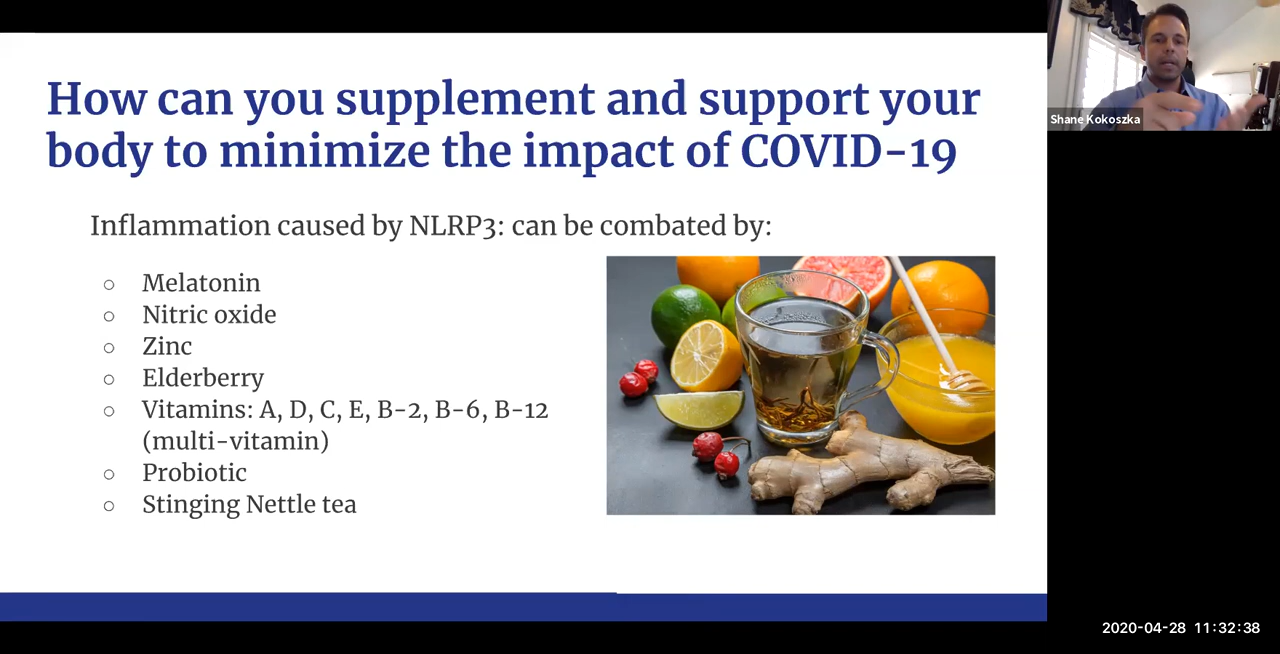 How can you supplement and support your
body to minimize the impact of COVID-19
Inflammation caused by NLRP3: can be combated by:
○ Melatonin
○ Nitric oxide
○ Zinc
○ Elderberry
○ Vitamins: A, D, C, E, B-2, B-6, B-12
(multi-vitamin)
○ Probiotic
○ Stinging Nettle tea
Shane Kokoszka
2020-04-28 11:32:38